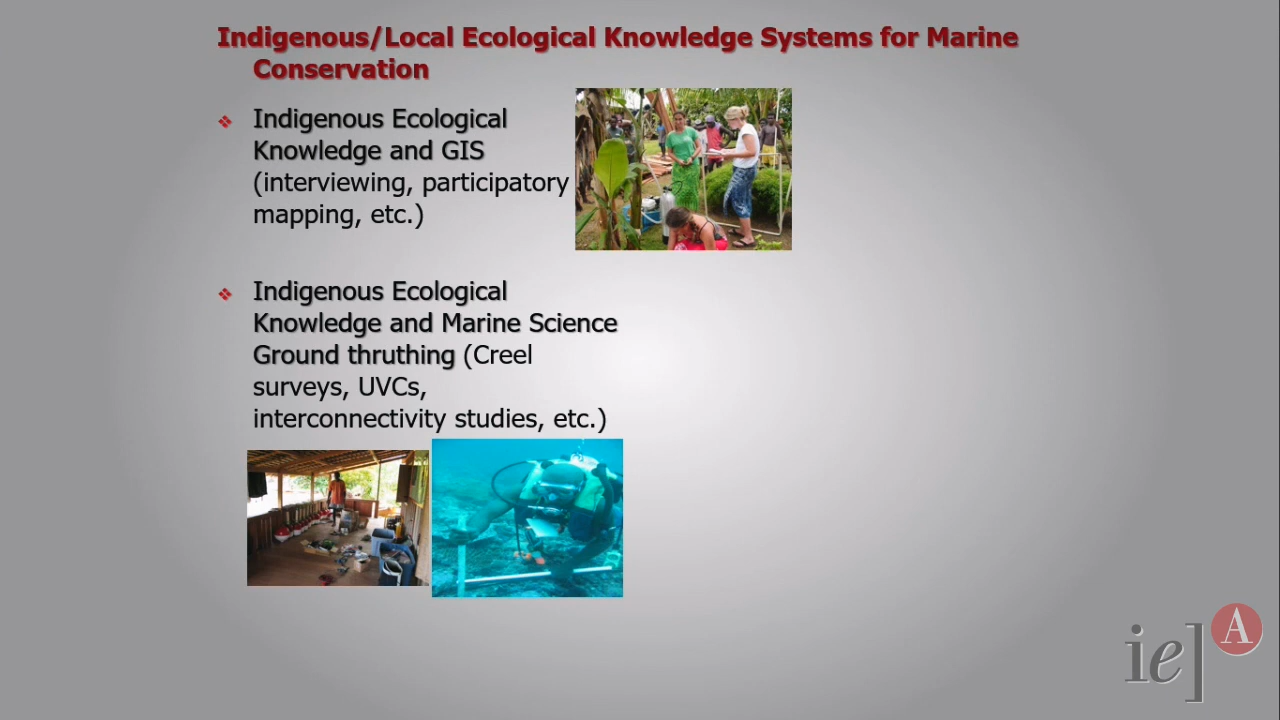 Indigenous/Local Ecological Knowledge Systems for Marine
Conservation
Indigenous Ecological
Knowledge and GIS
(interviewing, participatory
mapping, etc.)
Indigenous Ecological
Knowledge and Marine Science
Ground thruthing (Creel
surveys, UVCs,
interconnectivity studies, etc.)
ie] A